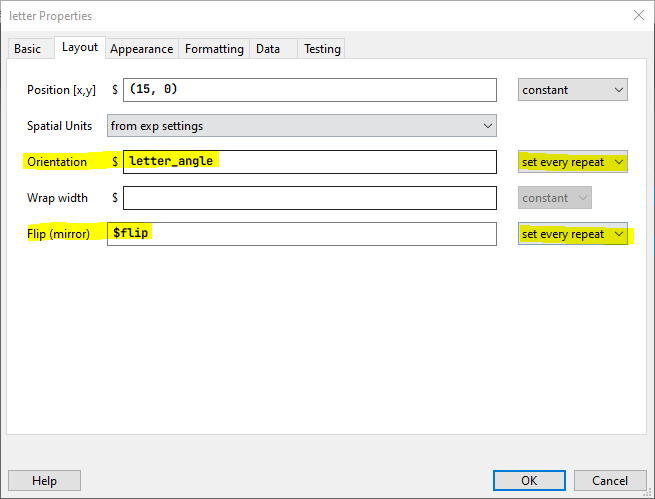 letter Properties
Basic Layout Appearance Formatting Data Testing
Position [x,y] $ (15, 0) constant
Spatial Units from exp settings
Orientation $ letter_angle set every repeat
Wrap width $ constant
Flip (mirror) $flip set every repeat
Help OK Cancel